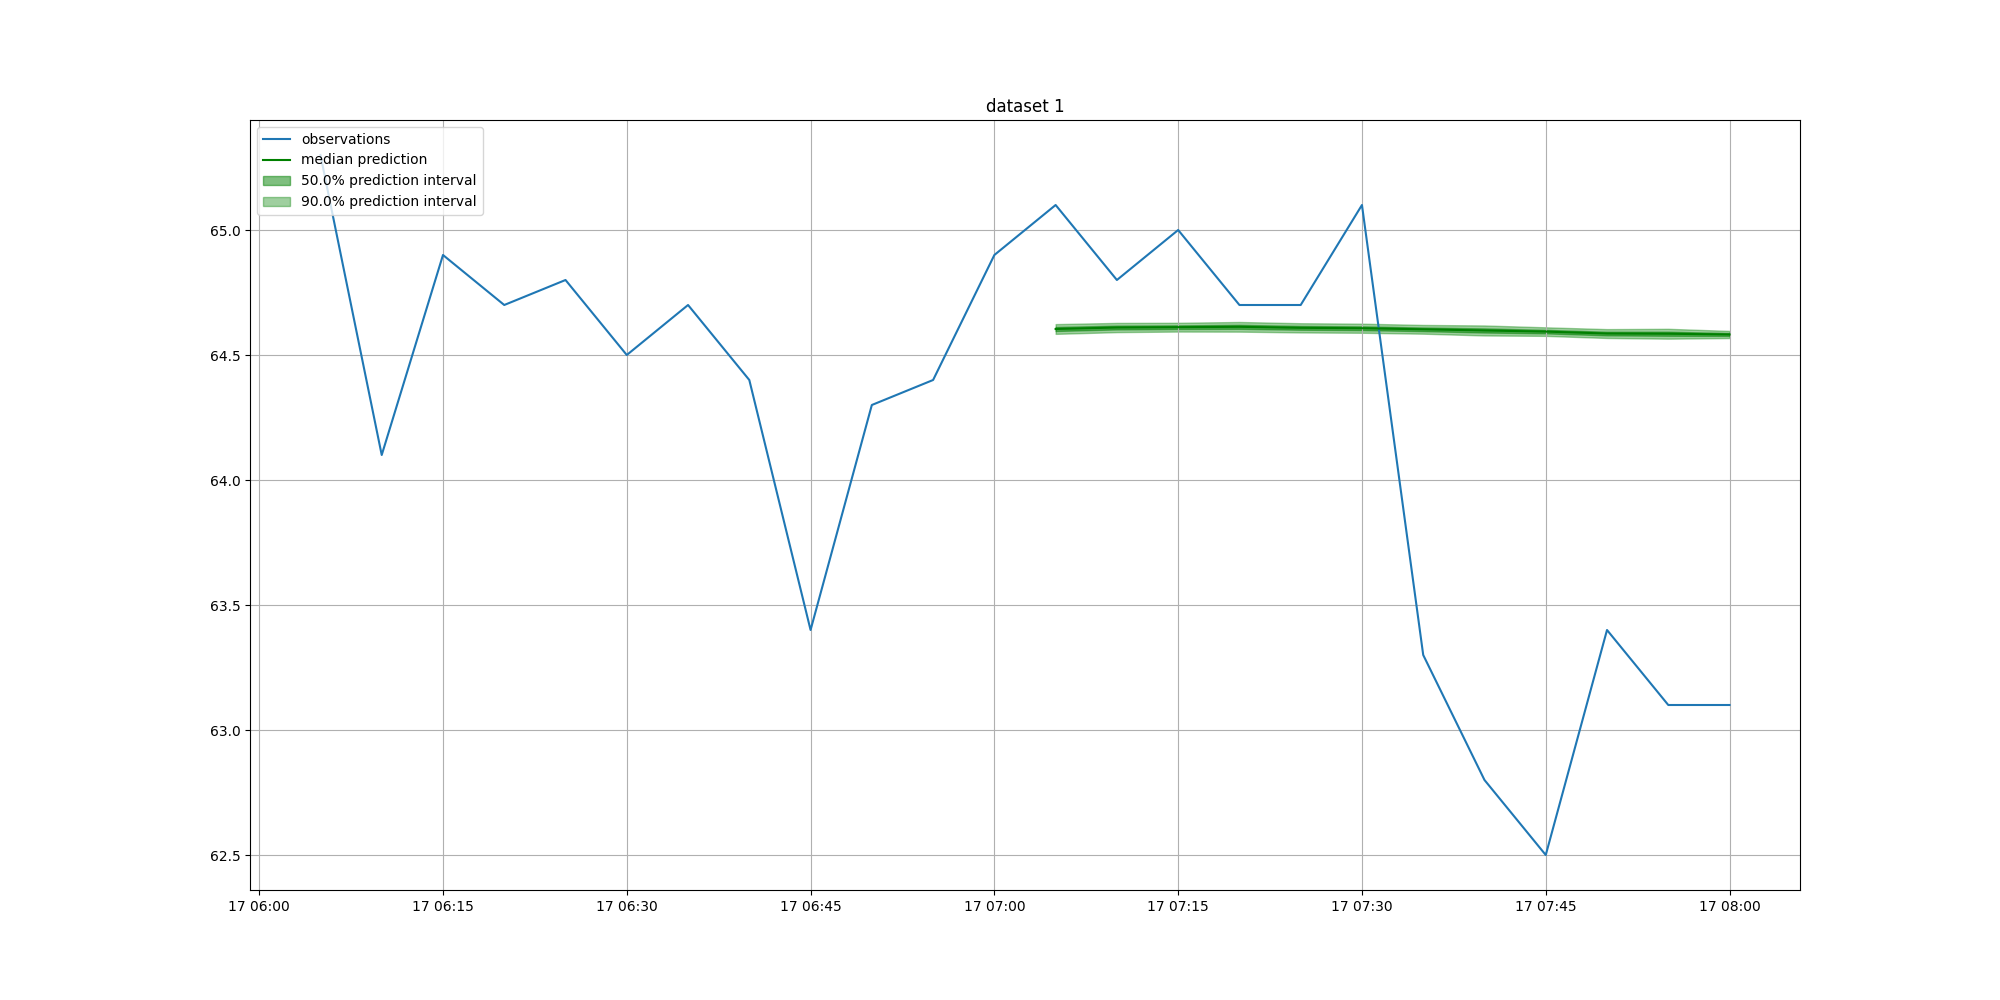 dataset 1
observations
median prediction
50.0% prediction interval
90.0% prediction interval
65.0
64.5
64.0
63.5
63.0
62.5
17 06:00 17 06:15 17 06:30 17 06:45 17 07:00 17 07:15 17 07:30 17 07:45 17 08:00